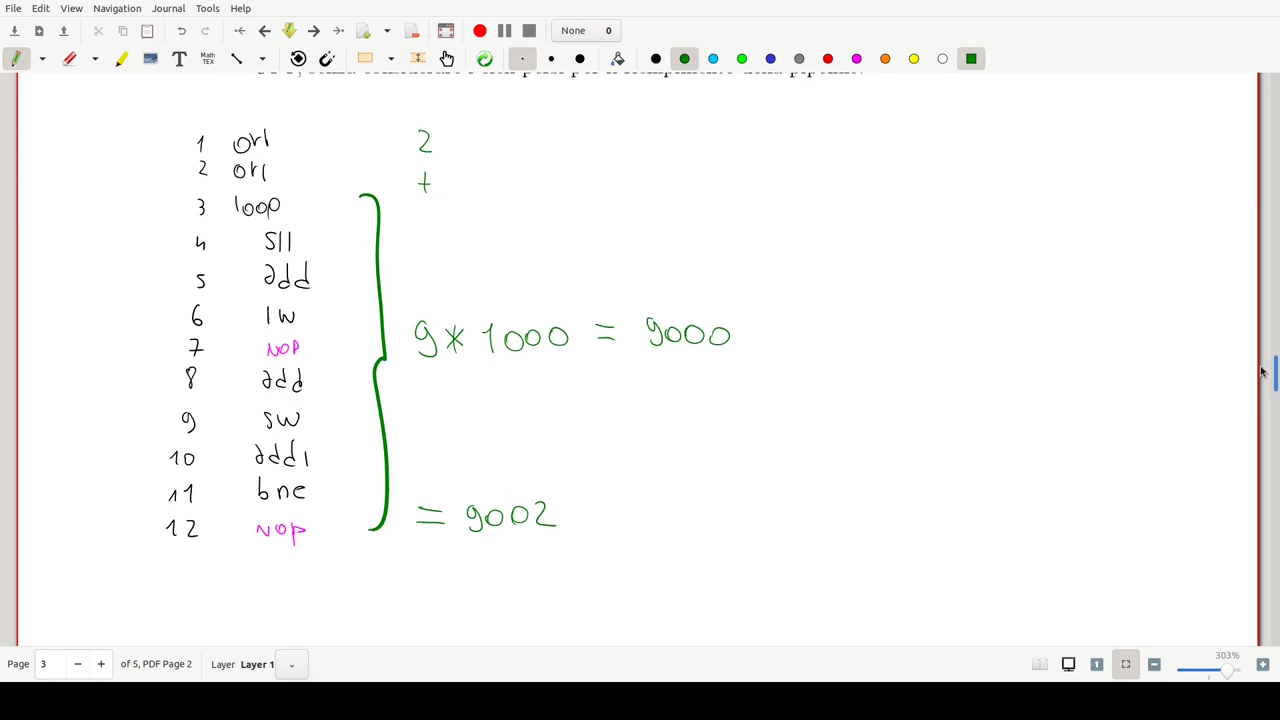 File Edit View Navigation Journal Tools Help
None 0
Math TEX
1 ori 2
2 ori +
3 loop
4 sll
5 add
6 lw 9 * 1000 = 9000
7 NOP
8 add
9 sw
10 addi
11 bne
12 NOP = 9002
Page 3 of 5, PDF Page 2 Layer Layer 1
303%